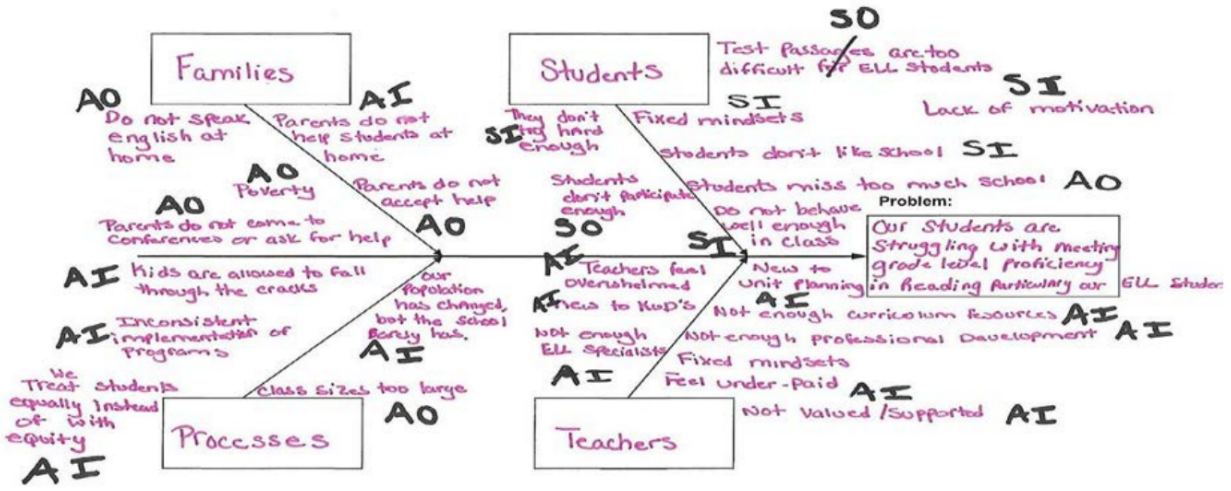 SO
Families
Students
Test Passages are too
difficult for ELL Students
SI
Lack of motivation
AO
Do not speak
english at
home
AI
Parents do not
help students at
home
They don't
try hard
enough
SI
SI
Fixed mindsets
Students don't like school SI
AO
Poverty
Parents do not
accept help
AO
Students
don't participate
enough
SO
Students miss too much school AO
AO
Parents do not come to
conferences or ask for help
Do not behave
well enough
in class
SI
Problem:
Our Students are
Struggling with meeting
grade level proficiency
in Reading Particularly our ELL Studen
AI Kids are allowed to fall
through the cracks
Our
Population
has changed,
but the school
rarely has.
AI
AI Inconsistent
implementation of
Programs
We
Treat students
equally instead
of with
equity
AI
Class sizes too large
AO
Processes
AI
Teachers feel
overwhelmed
New to
Unit Planning
AI
AI new to KUD's
Not enough curriculum resources AI
Not enough
ELL specialists
AI
Not enough professional Development AI
Fixed mindsets
Feel under-paid AI
Not valued/supported AI
Teachers